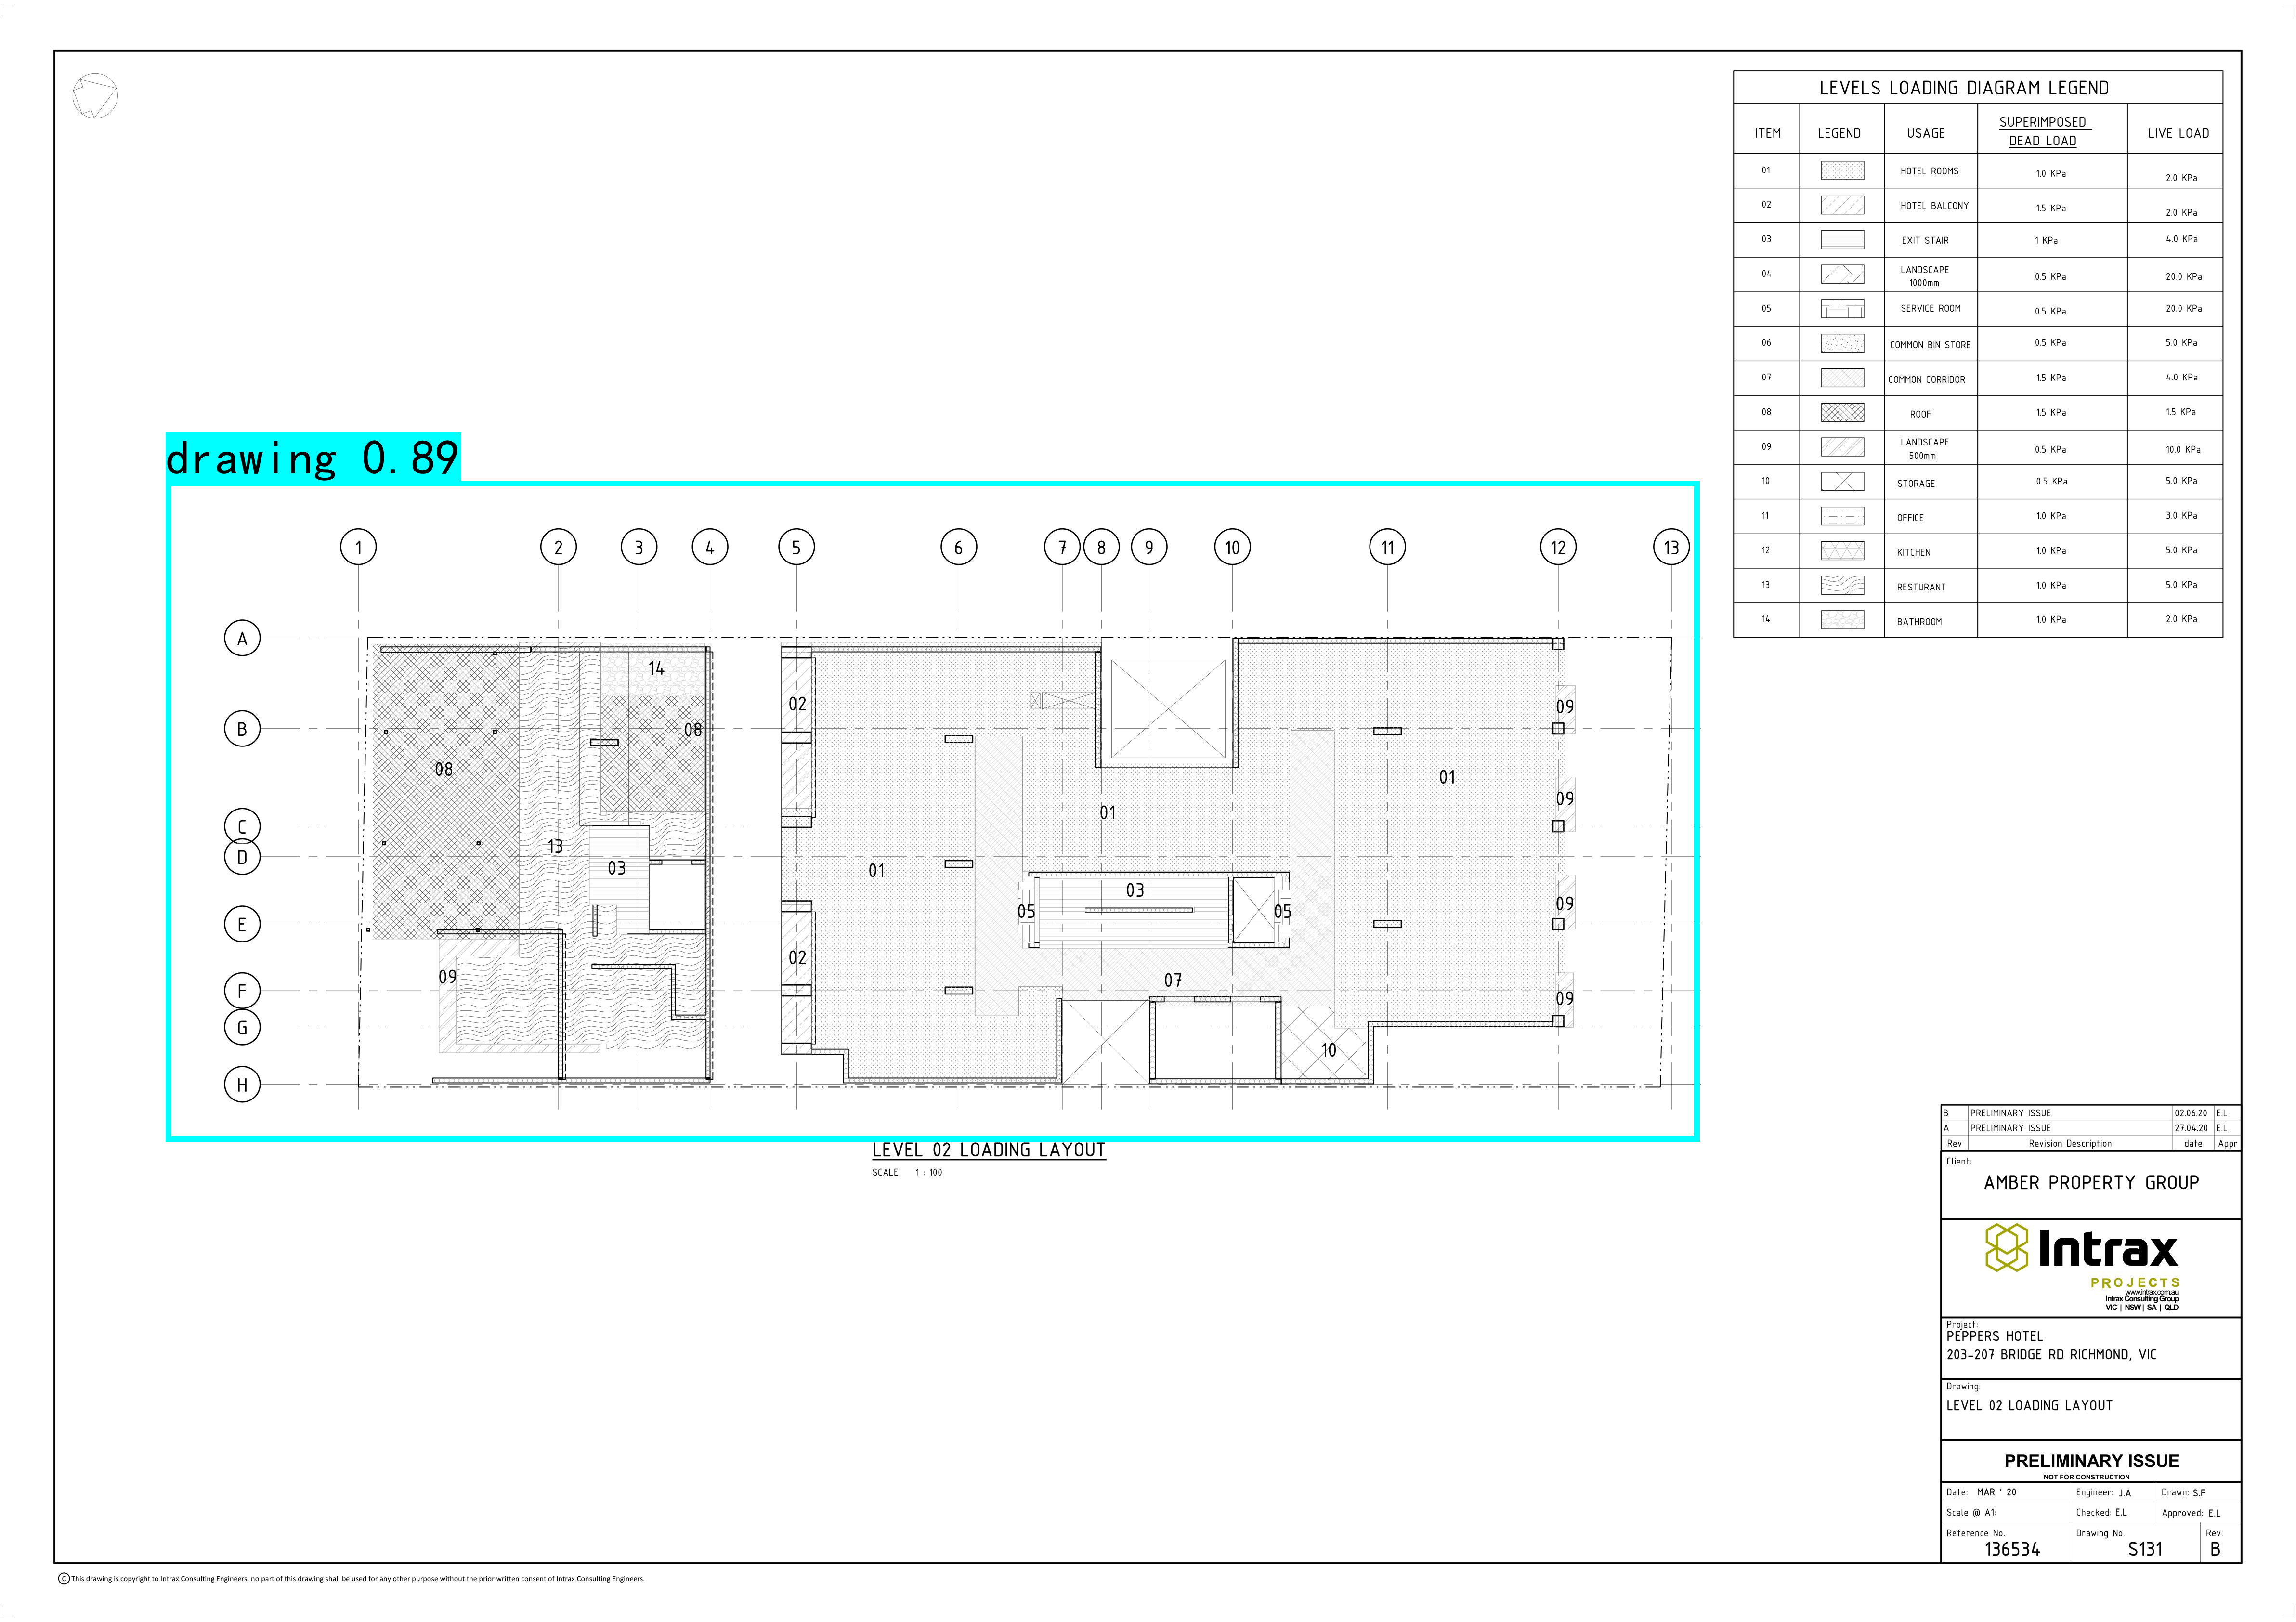 LEVELS LOADING DIAGRAM LEGEND
ITEM LEGEND USAGE SUPERIMPOSED DEAD LOAD LIVE LOAD
01 HOTEL ROOMS 1.0 KPa 2.0 KPa
02 HOTEL BALCONY 1.5 KPa 2.0 KPa
03 EXIT STAIR 1 KPa 4.0 KPa
04 LANDSCAPE 1000mm 0.5 KPa 20.0 KPa
05 SERVICE ROOM 0.5 KPa 20.0 KPa
06 COMMON BIN STORE 0.5 KPa 5.0 KPa
07 COMMON CORRIDOR 1.5 KPa 4.0 KPa
08 ROOF 1.5 KPa 1.5 KPa
09 LANDSCAPE 500mm 0.5 KPa 10.0 KPa
10 STORAGE 0.5 KPa 5.0 KPa
11 OFFICE 1.0 KPa 3.0 KPa
12 KITCHEN 1.0 KPa 5.0 KPa
13 RESTURANT 1.0 KPa 5.0 KPa
14 BATHROOM 1.0 KPa 2.0 KPa
drawing 0.89
1 2 3 4 5 6 7 8 9 10 11 12 13
A
14
02 09
B 08
08 01 09
01
C
13
D
03 01
03
05 05 09
E
02
09 07
F 09
G
10
H
LEVEL 02 LOADING LAYOUT
SCALE 1 : 100
B PRELIMINARY ISSUE 02.06.20 E.L
A PRELIMINARY ISSUE 27.04.20 E.L
Rev Revision Description date Appr
Client:
AMBER PROPERTY GROUP
Intrax
PROJECTS
www.intrax.com.au
Intrax Consulting Group
VIC | NSW | SA | QLD
Project:
PEPPERS HOTEL
203-207 BRIDGE RD RICHMOND, VIC
Drawing:
LEVEL 02 LOADING LAYOUT
PRELIMINARY ISSUE
NOT FOR CONSTRUCTION
Date: MAR ' 20 Engineer: J.A Drawn: S.F
Scale @ A1: Checked: E.L Approved: E.L
Reference No. Drawing No. Rev.
136534 S131 B
C This drawing is copyright to Intrax Consulting Engineers, no part of this drawing shall be used for any other purpose without the prior written consent of Intrax Consulting Engineers.